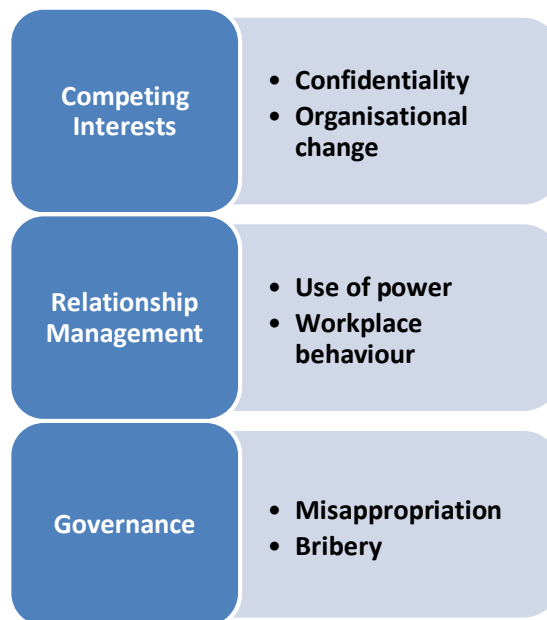 Competing
Interests
• Confidentiality
• Organisational
change
Relationship
Management
• Use of power
• Workplace
behaviour
Governance
• Misappropriation
• Bribery